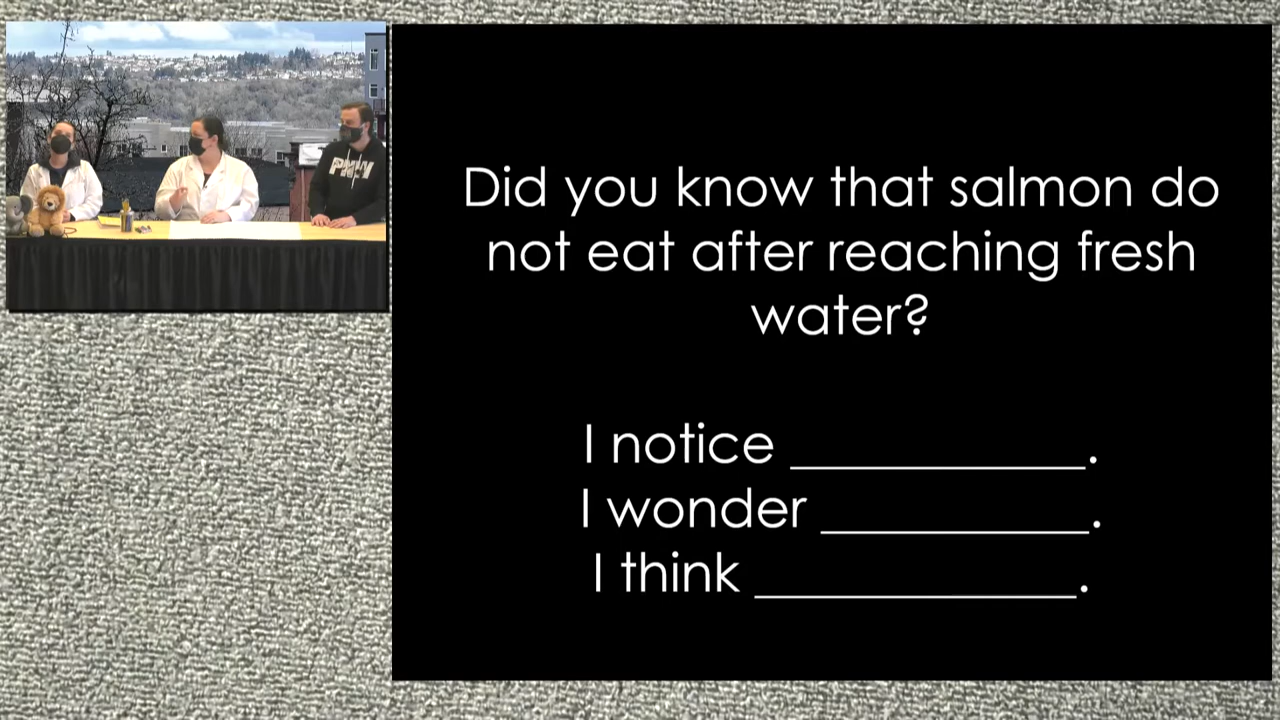 Did you know that salmon do
not eat after reaching fresh
water?
I notice ___________.
I wonder __________.
I think ____________.